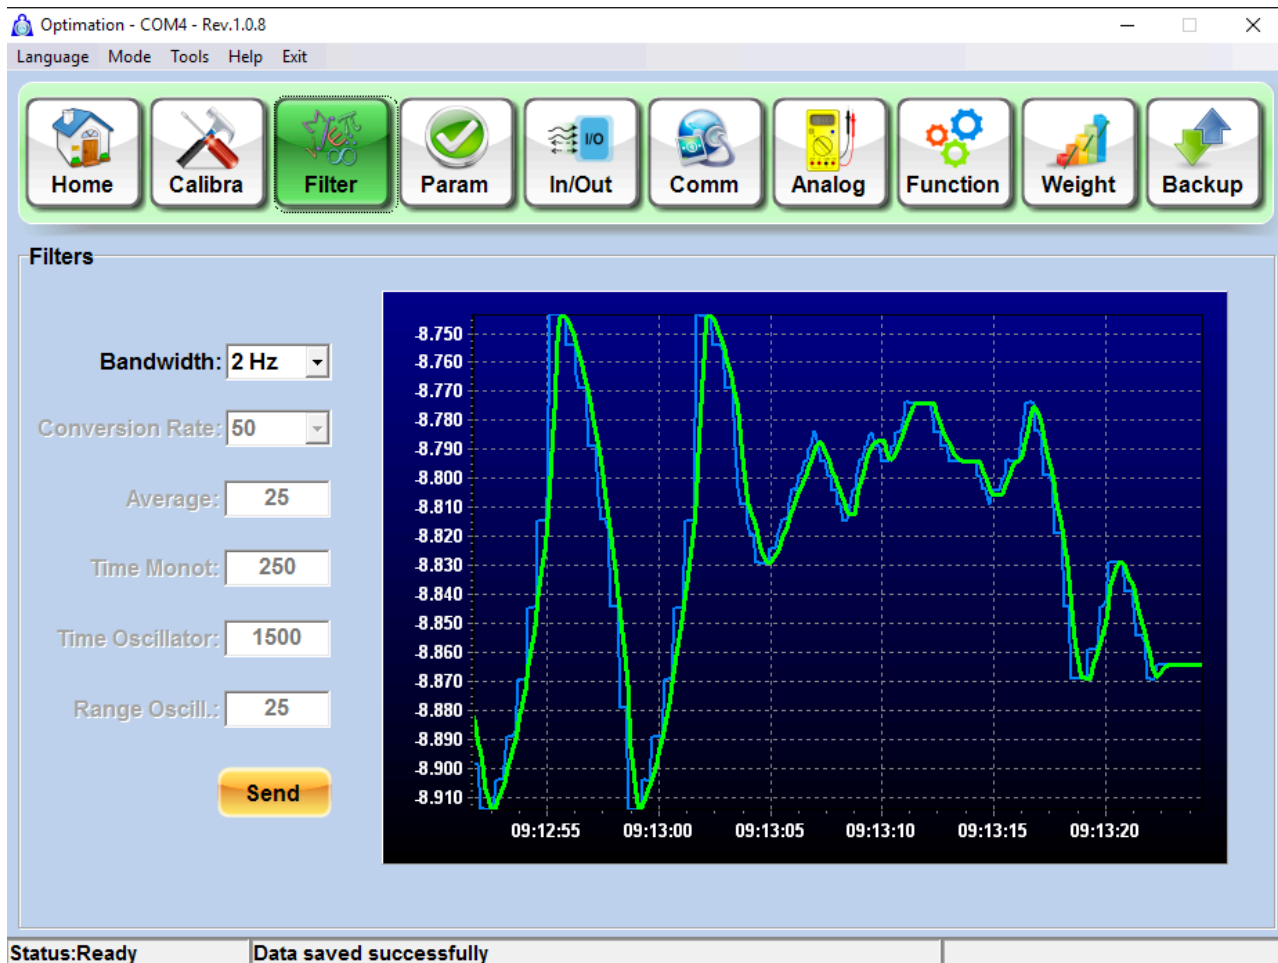 Optimation - COM4 - Rev.1.0.8
Language Mode Tools Help Exit
I/O
Home Calibra Filter Param In/Out Comm Analog Function Weight Backup
Filters
Bandwidth: 2 Hz
Conversion Rate: 50
Average: 25
Time Monot: 250
Time Oscillator: 1500
Range Oscill.: 25
Send
-8.750
-8.760
-8.770
-8.780
-8.790
-8.800
-8.810
-8.820
-8.830
-8.840
-8.850
-8.860
-8.870
-8.880
-8.890
-8.900
-8.910
09:12:55 09:13:00 09:13:05 09:13:10 09:13:15 09:13:20
Status:Ready Data saved successfully